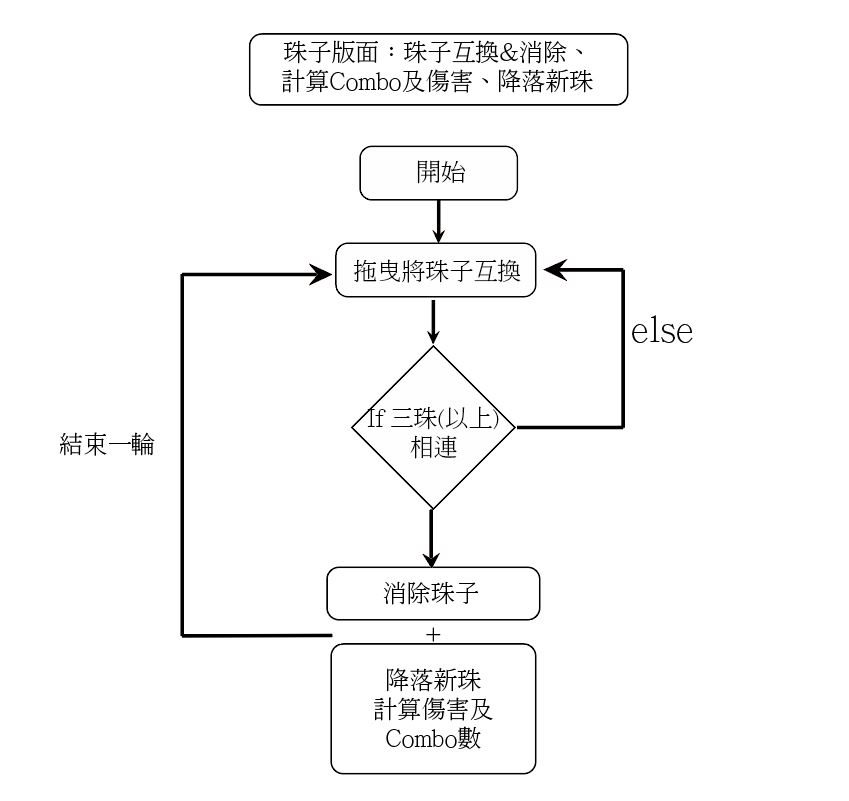 珠子版面：珠子互換&消除、
計算Combo及傷害、降落新珠
開始
拖曳將珠子互換
else
If 三珠(以上)
相連
結束一輪
消除珠子
+
降落新珠
計算傷害及
Combo數